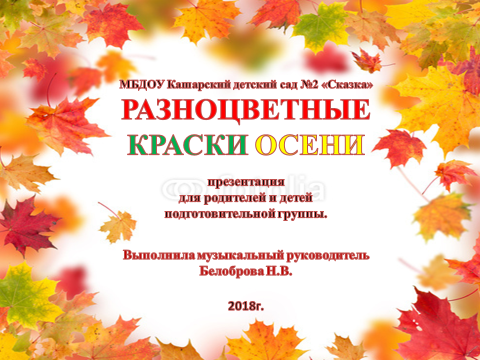 МБДОУ Кашарский детский сад №2 «Сказка»
РАЗНОЦВЕТНЫЕ
КРАСКИ ОСЕНИ
презентация
для родителей и детей
подготовительной группы.
Выполнила музыкальный руководитель
Белоброва Н.В.
2018г.